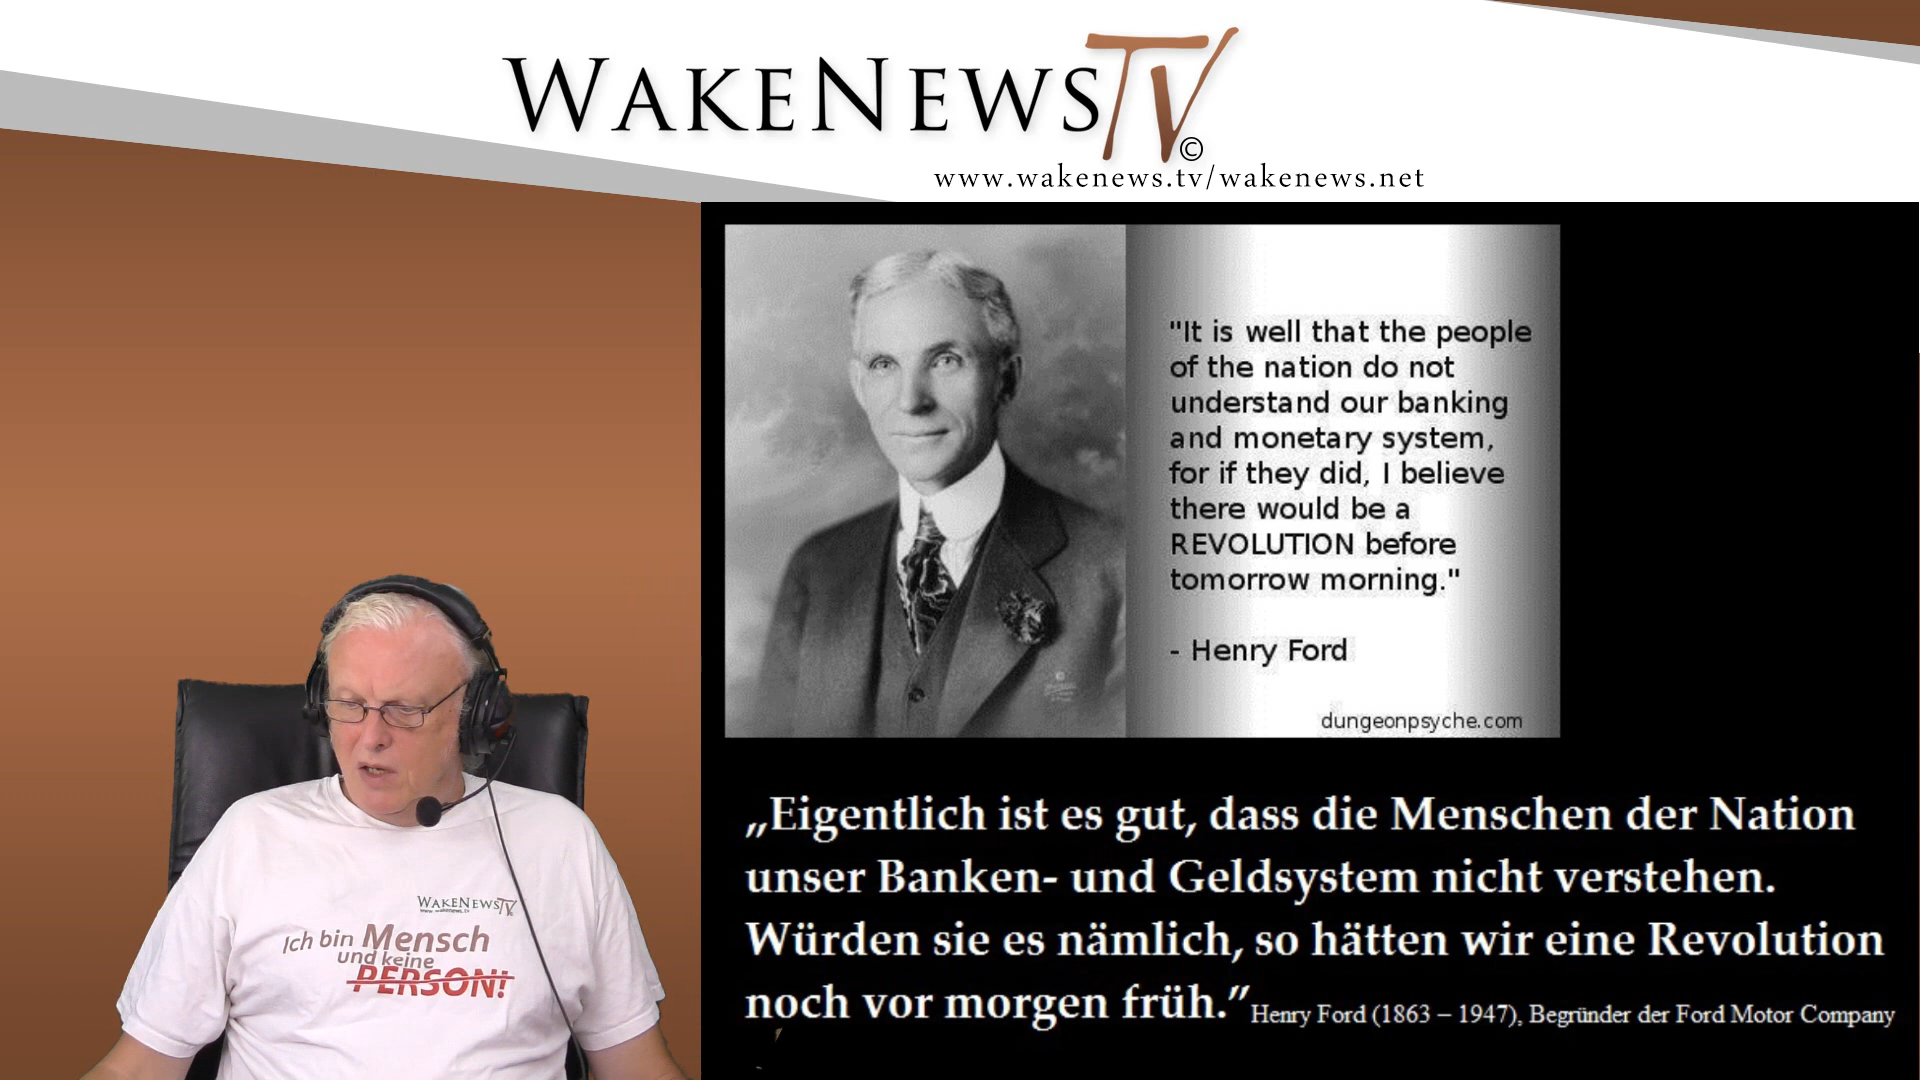 WAKENEWSTV
©
www.wakenews.tv/wakenews.net
"It is well that the people
of the nation do not
understand our banking
and monetary system,
for if they did, I believe
there would be a
REVOLUTION before
tomorrow morning."
- Henry Ford
dungeonpsyche.com
„Eigentlich ist es gut, dass die Menschen der Nation
unser Banken- und Geldsystem nicht verstehen.
Würden sie es nämlich, so hätten wir eine Revolution
noch vor morgen früh.” Henry Ford (1863 – 1947), Begründer der Ford Motor Company
WAKENEWSTV
www.wakenews.tv
Ich bin Mensch
und keine
PERSON!